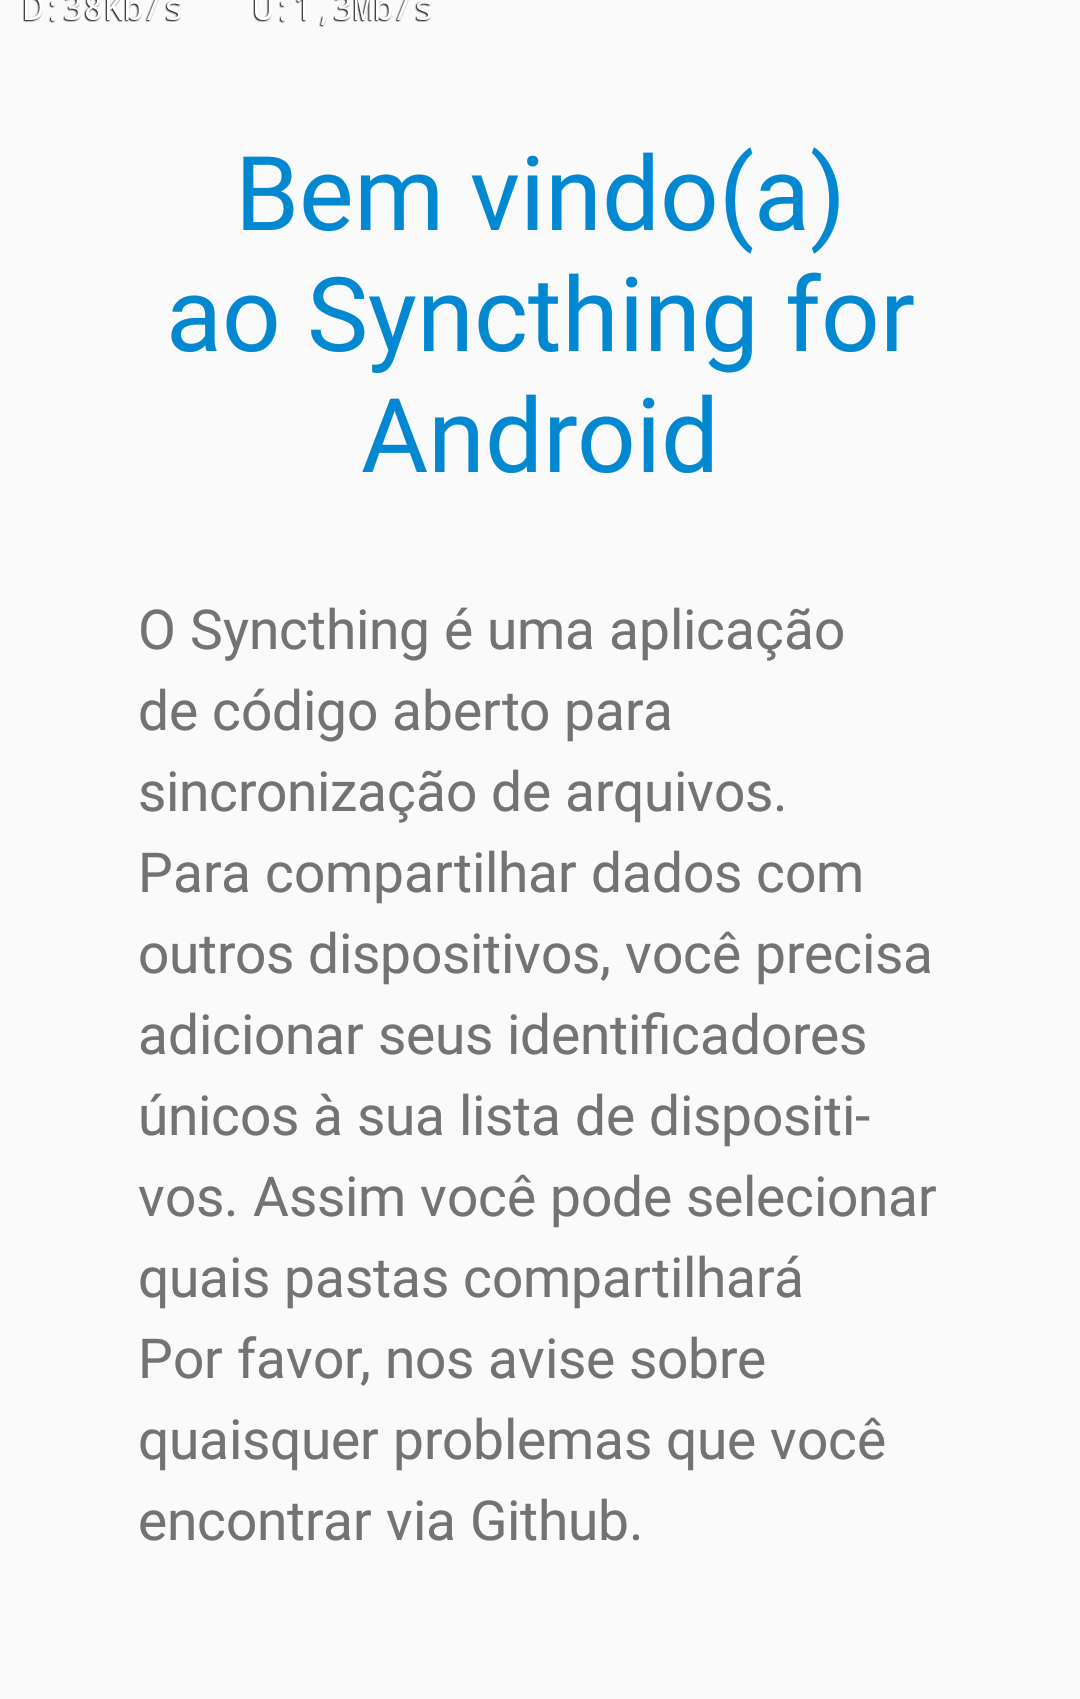 D:38Kb/s U:1,3Mb/s
Bem vindo(a)
ao Syncthing for
Android
O Syncthing é uma aplicação
de código aberto para
sincronização de arquivos.
Para compartilhar dados com
outros dispositivos, você precisa
adicionar seus identificadores
únicos à sua lista de dispositi-
vos. Assim você pode selecionar
quais pastas compartilhará
Por favor, nos avise sobre
quaisquer problemas que você
encontrar via Github.